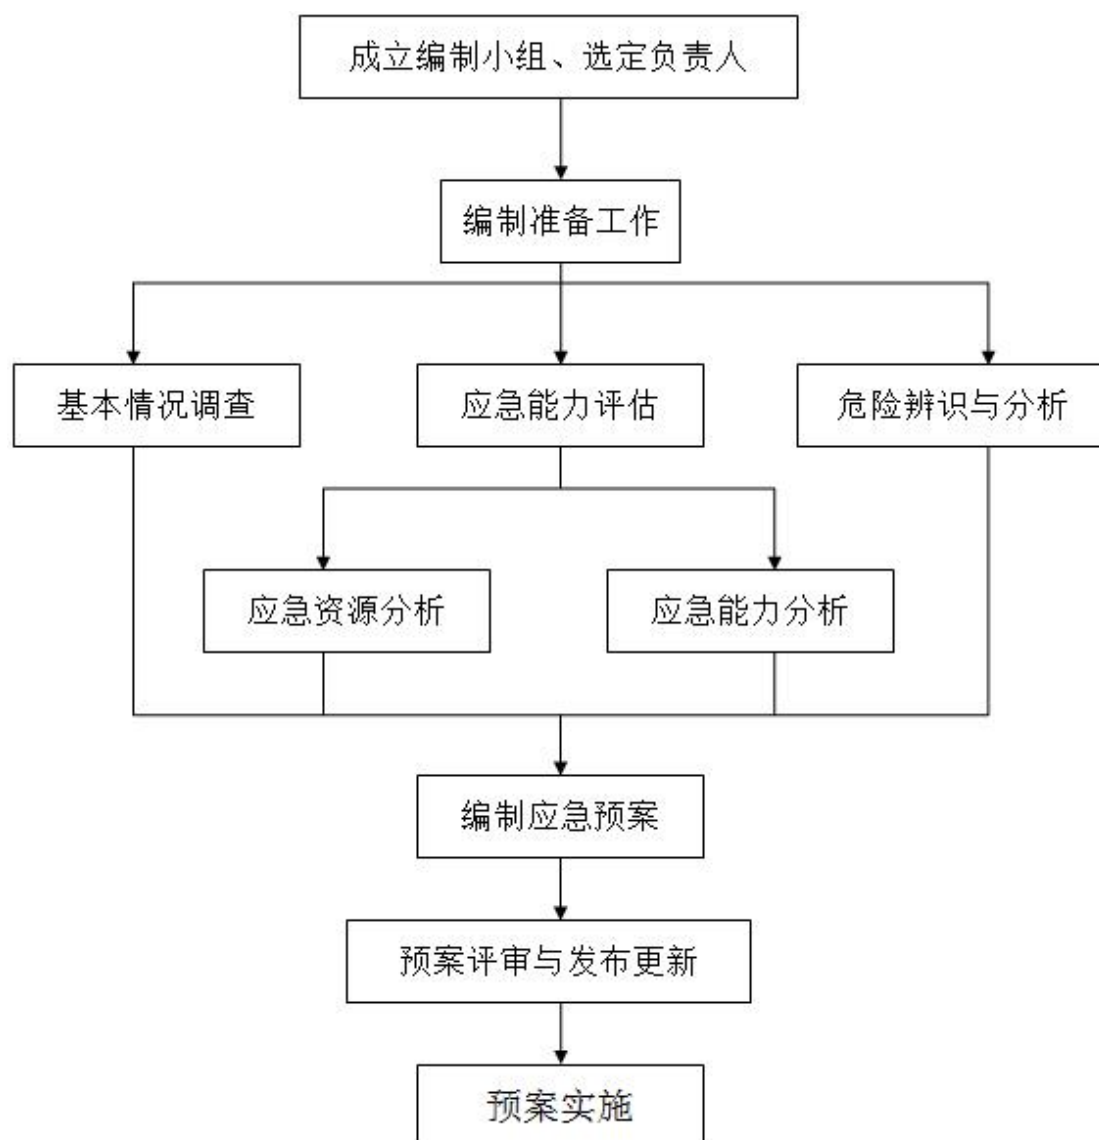 成立编制小组、选定负责人
编制准备工作
基本情况调查
应急能力评估
危险辨识与分析
应急资源分析
应急能力分析
编制应急预案
预案评审与发布更新
预案实施